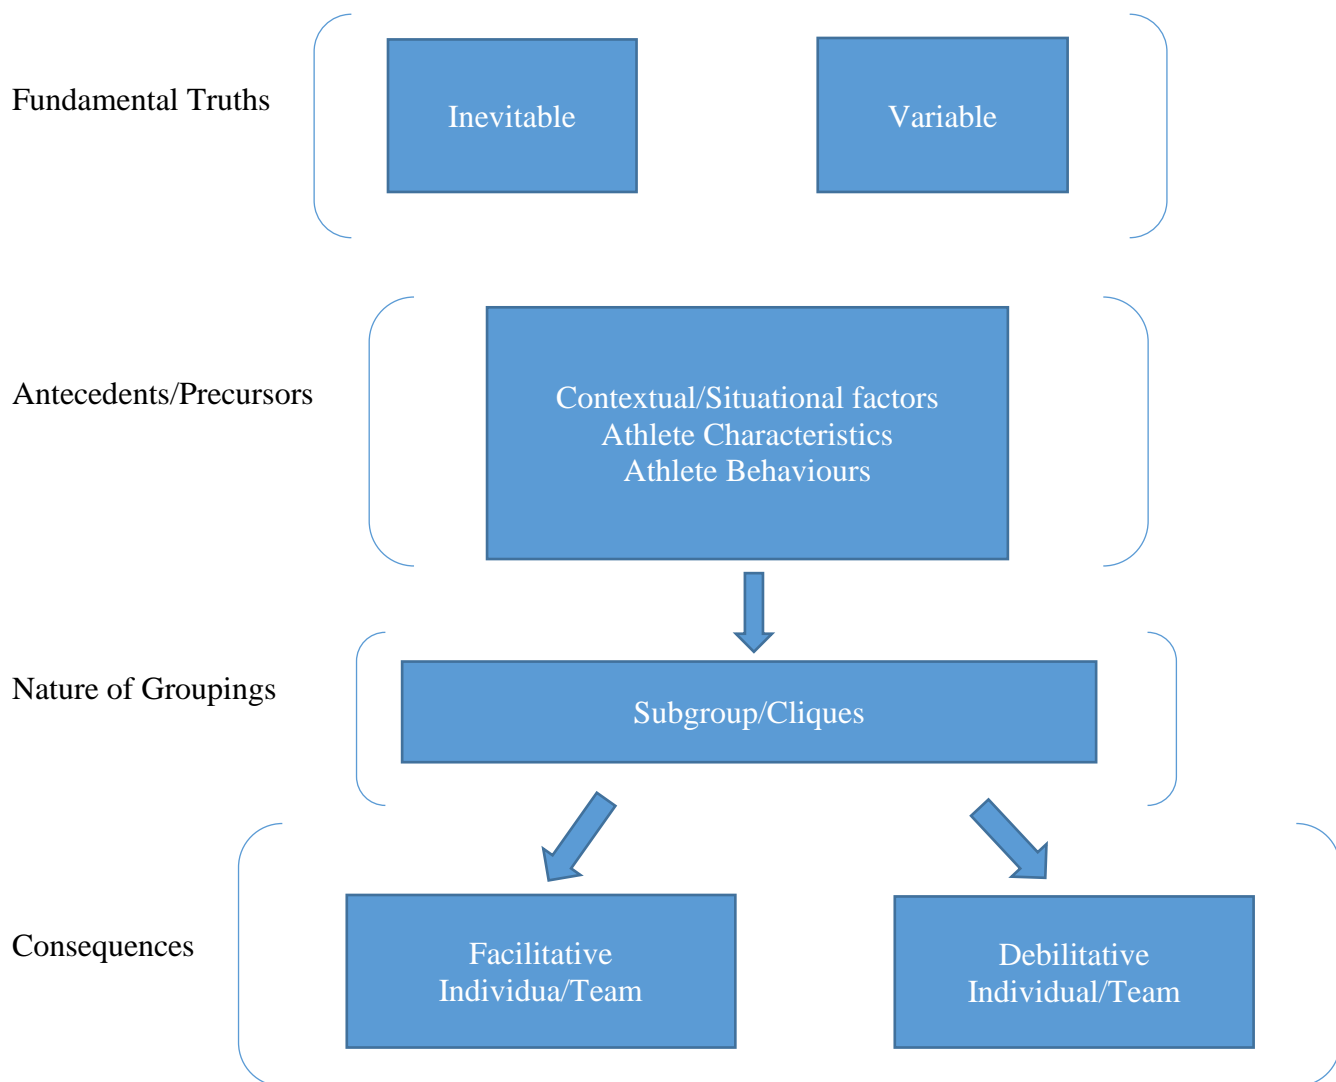 Fundamental Truths
Inevitable
Variable
Antecedents/Precursors
Contextual/Situational factors
Athlete Characteristics
Athlete Behaviours
Nature of Groupings
Subgroup/Cliques
Consequences
Facilitative
Individua/Team
Debilitative
Individual/Team